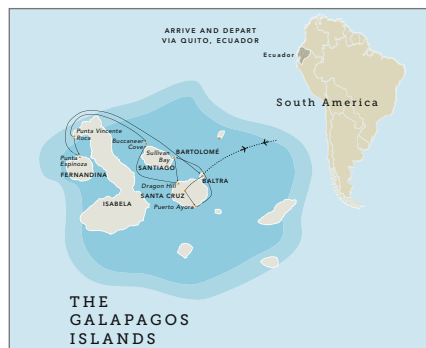 ARRIVE AND DEPART
VIA QUITO, ECUADOR
Ecuador
South America
Punta Vincente
Roca
Buccaneer
Cove
Sullivan
Bay
BARTOLOMÉ
Punta
Espinoza
SANTIAGO
FERNANDINA
BALTRA
Dragon Hill
SANTA CRUZ
ISABELA
Puerto Ayora
THE
GALAPAGOS
ISLANDS